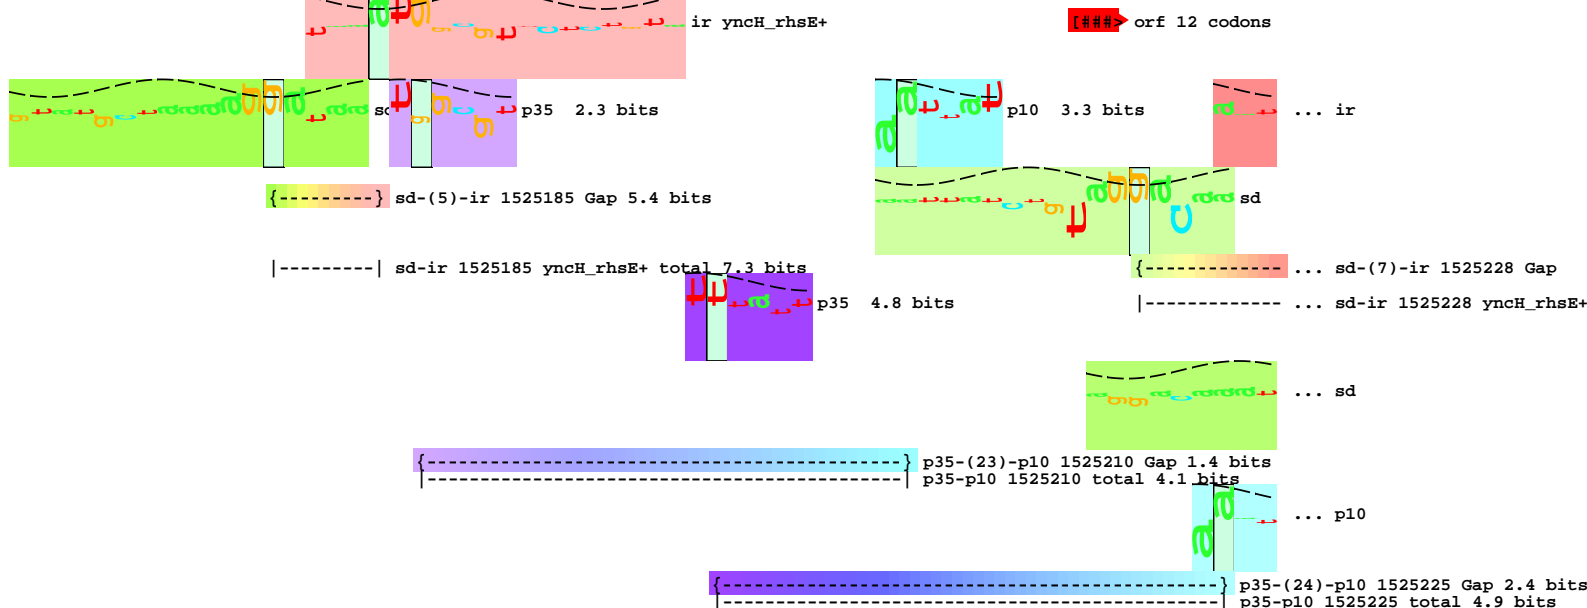 ir yncH_rhsE+
[###> orf 12 codons
p35 2.3 bits
p10 3.3 bits
... ir
sd-(5)-ir 1525185 Gap 5.4 bits
sd
sd-ir 1525185 yncH_rhsE+ total 7.3 bits
... sd-(7)-ir 1525228 Gap
p35 4.8 bits
... sd-ir 1525228 yncH_rhsE+
... sd
p35-(23)-p10 1525210 Gap 1.4 bits
p35-p10 1525210 total 4.1 bits
... p10
p35-(24)-p10 1525225 Gap 2.4 bits
p35-p10 1525225 total 4.9 bits